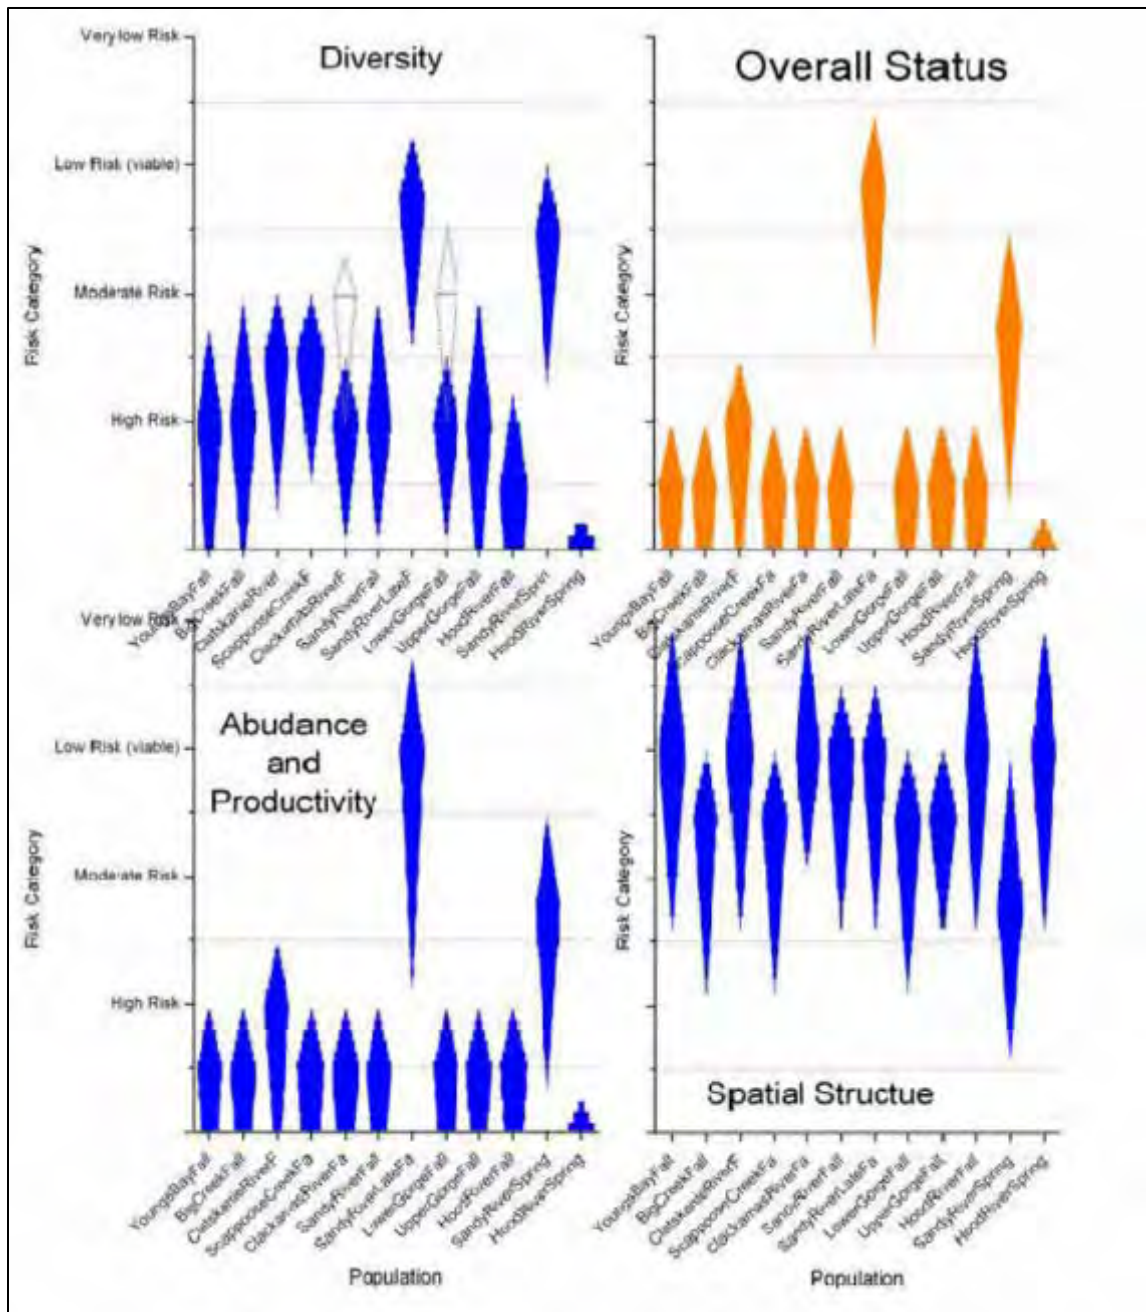 Diversity
Very low Risk
Low Risk (viable)
Moderate Risk
High Risk
Risk Category
YoungsBayFall
BigCreekFall
ClatskanieRiver
ScapooseCreekF
ClackamasRiverF
SandyRiverFall
SandyRiverLateF
LowerGorgeFall
UpperGorgeFall
HoodRiverFall
SandyRiverSprin
HoodRiverSpring
Overall Status
Risk Category
YoungsBayFall
BigCreekFall
ClatskanieRiverF
ScapooseCreekFa
ClackamasRiverFa
SandyRiverFall
SandyRiverLateFa
LowerGorgeFall
UpperGorgeFall
HoodRiverFall
SandyRiverSpring
HoodRiverSpring
Abudance
and
Productivity
Very low Risk
Low Risk (viable)
Moderate Risk
High Risk
Risk Category
YoungsBayFall
BigCreekFall
ClatskanieRiverF
ScapooseCreekFa
ClackamasRiverFa
SandyRiverFall
SandyRiverLateFa
LowerGorgeFall
UpperGorgeFall
HoodRiverFall
SandyRiverSpring
HoodRiverSpring
Population
Spatial Structue
Risk Category
YoungsBayFall
BigCreekFall
ClatskanieRiverF
ScapooseCreekFa
ClackamasRiverFa
SandyRiverFall
SandyRiverLateFa
LowerGorgeFall
UpperGorgeFall
HoodRiverFall
SandyRiverSpring
HoodRiverSpring
Population